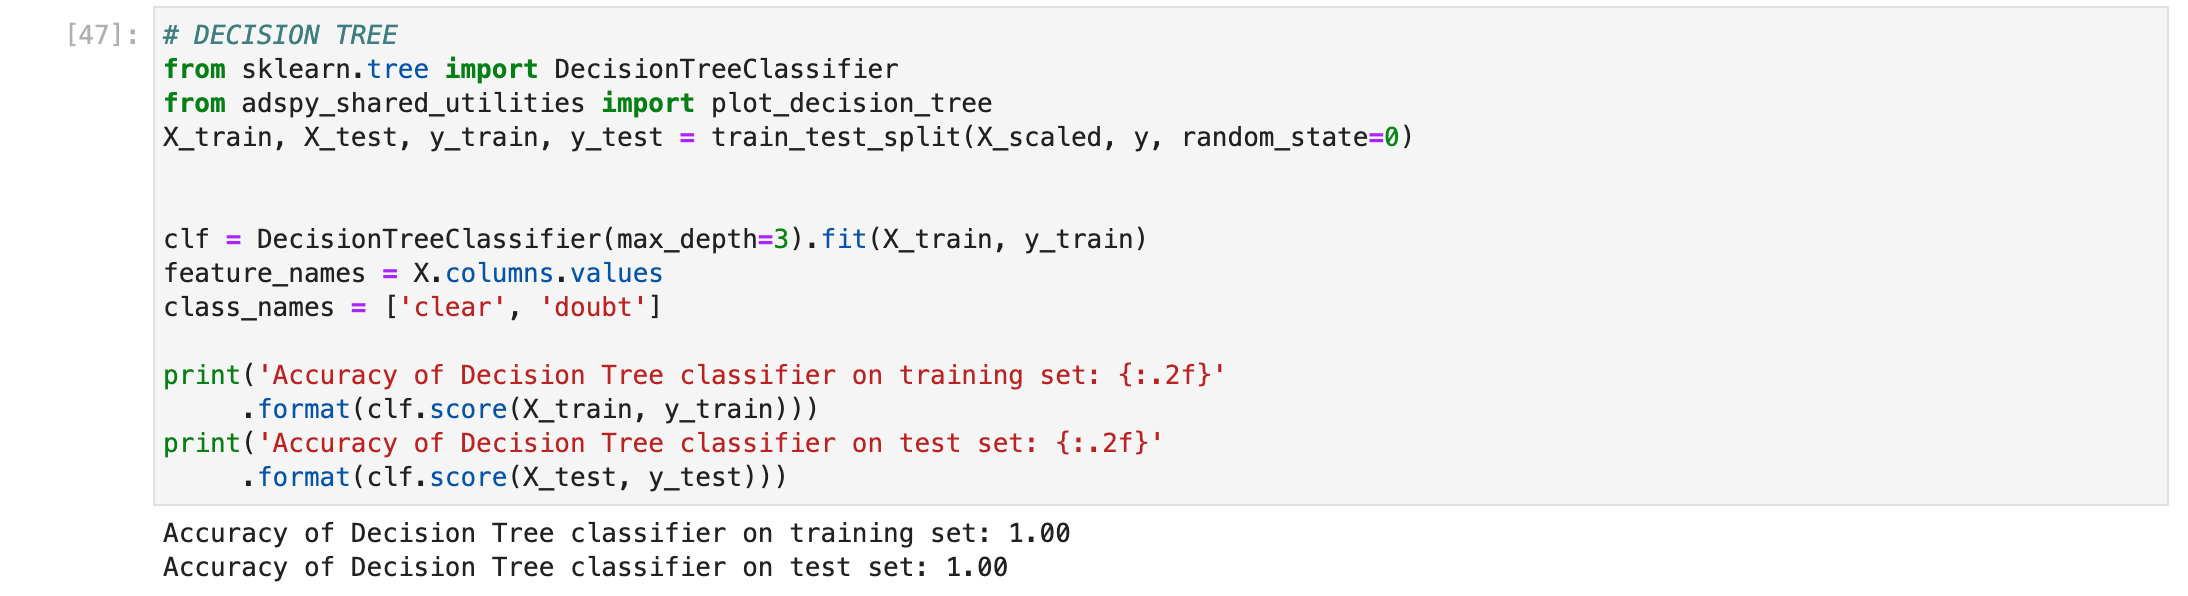 [47]: # DECISION TREE
from sklearn.tree import DecisionTreeClassifier
from adspy_shared_utilities import plot_decision_tree
X_train, X_test, y_train, y_test = train_test_split(X_scaled, y, random_state=0)
clf = DecisionTreeClassifier(max_depth=3).fit(X_train, y_train)
feature_names = X.columns.values
class_names = ['clear', 'doubt']
print('Accuracy of Decision Tree classifier on training set: {:.2f}'
     .format(clf.score(X_train, y_train)))
print('Accuracy of Decision Tree classifier on test set: {:.2f}'
     .format(clf.score(X_test, y_test)))
Accuracy of Decision Tree classifier on training set: 1.00
Accuracy of Decision Tree classifier on test set: 1.00